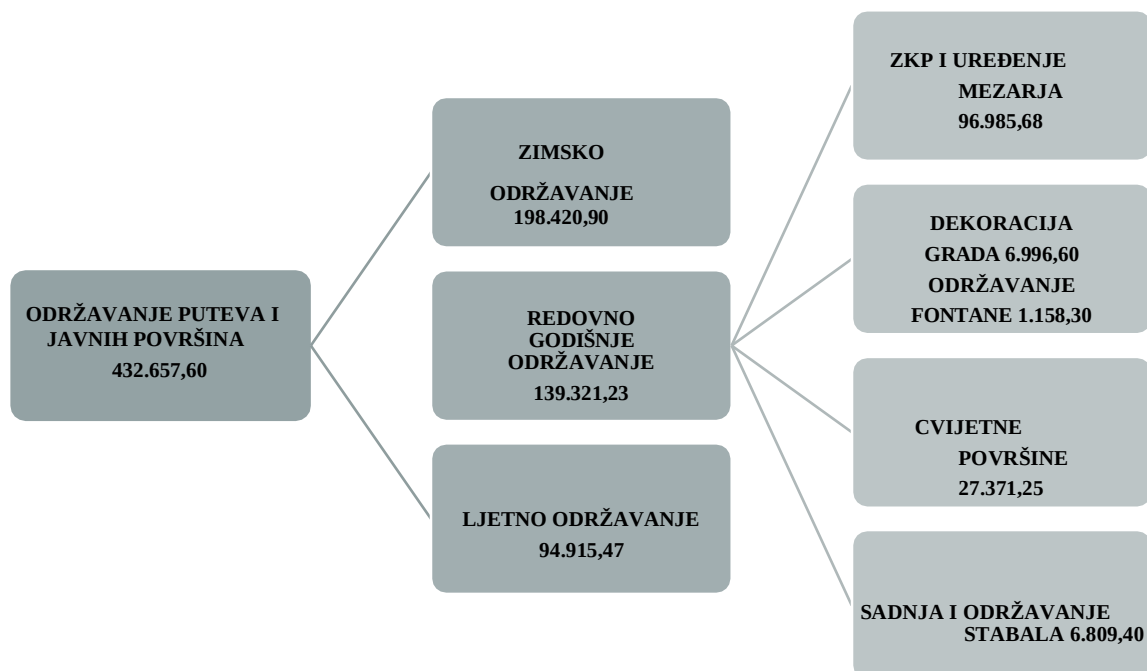 ODRŽAVANJE PUTEVA I
JAVNIH POVRŠINA
432.657,60
ZIMSKO
ODRŽAVANJE
198.420,90
REDOVNO
GODIŠNJE
ODRŽAVANJE
139.321,23
LJETNO ODRŽAVANJE
94.915,47
ZKP I UREĐENJE
MEZARJA
96.985,68
DEKORACIJA
GRADA 6.996,60
ODRŽAVANJE
FONTANE 1.158,30
CVIJETNE
POVRŠINE
27.371,25
SADNJA I ODRŽAVANJE
STABALA 6.809,40